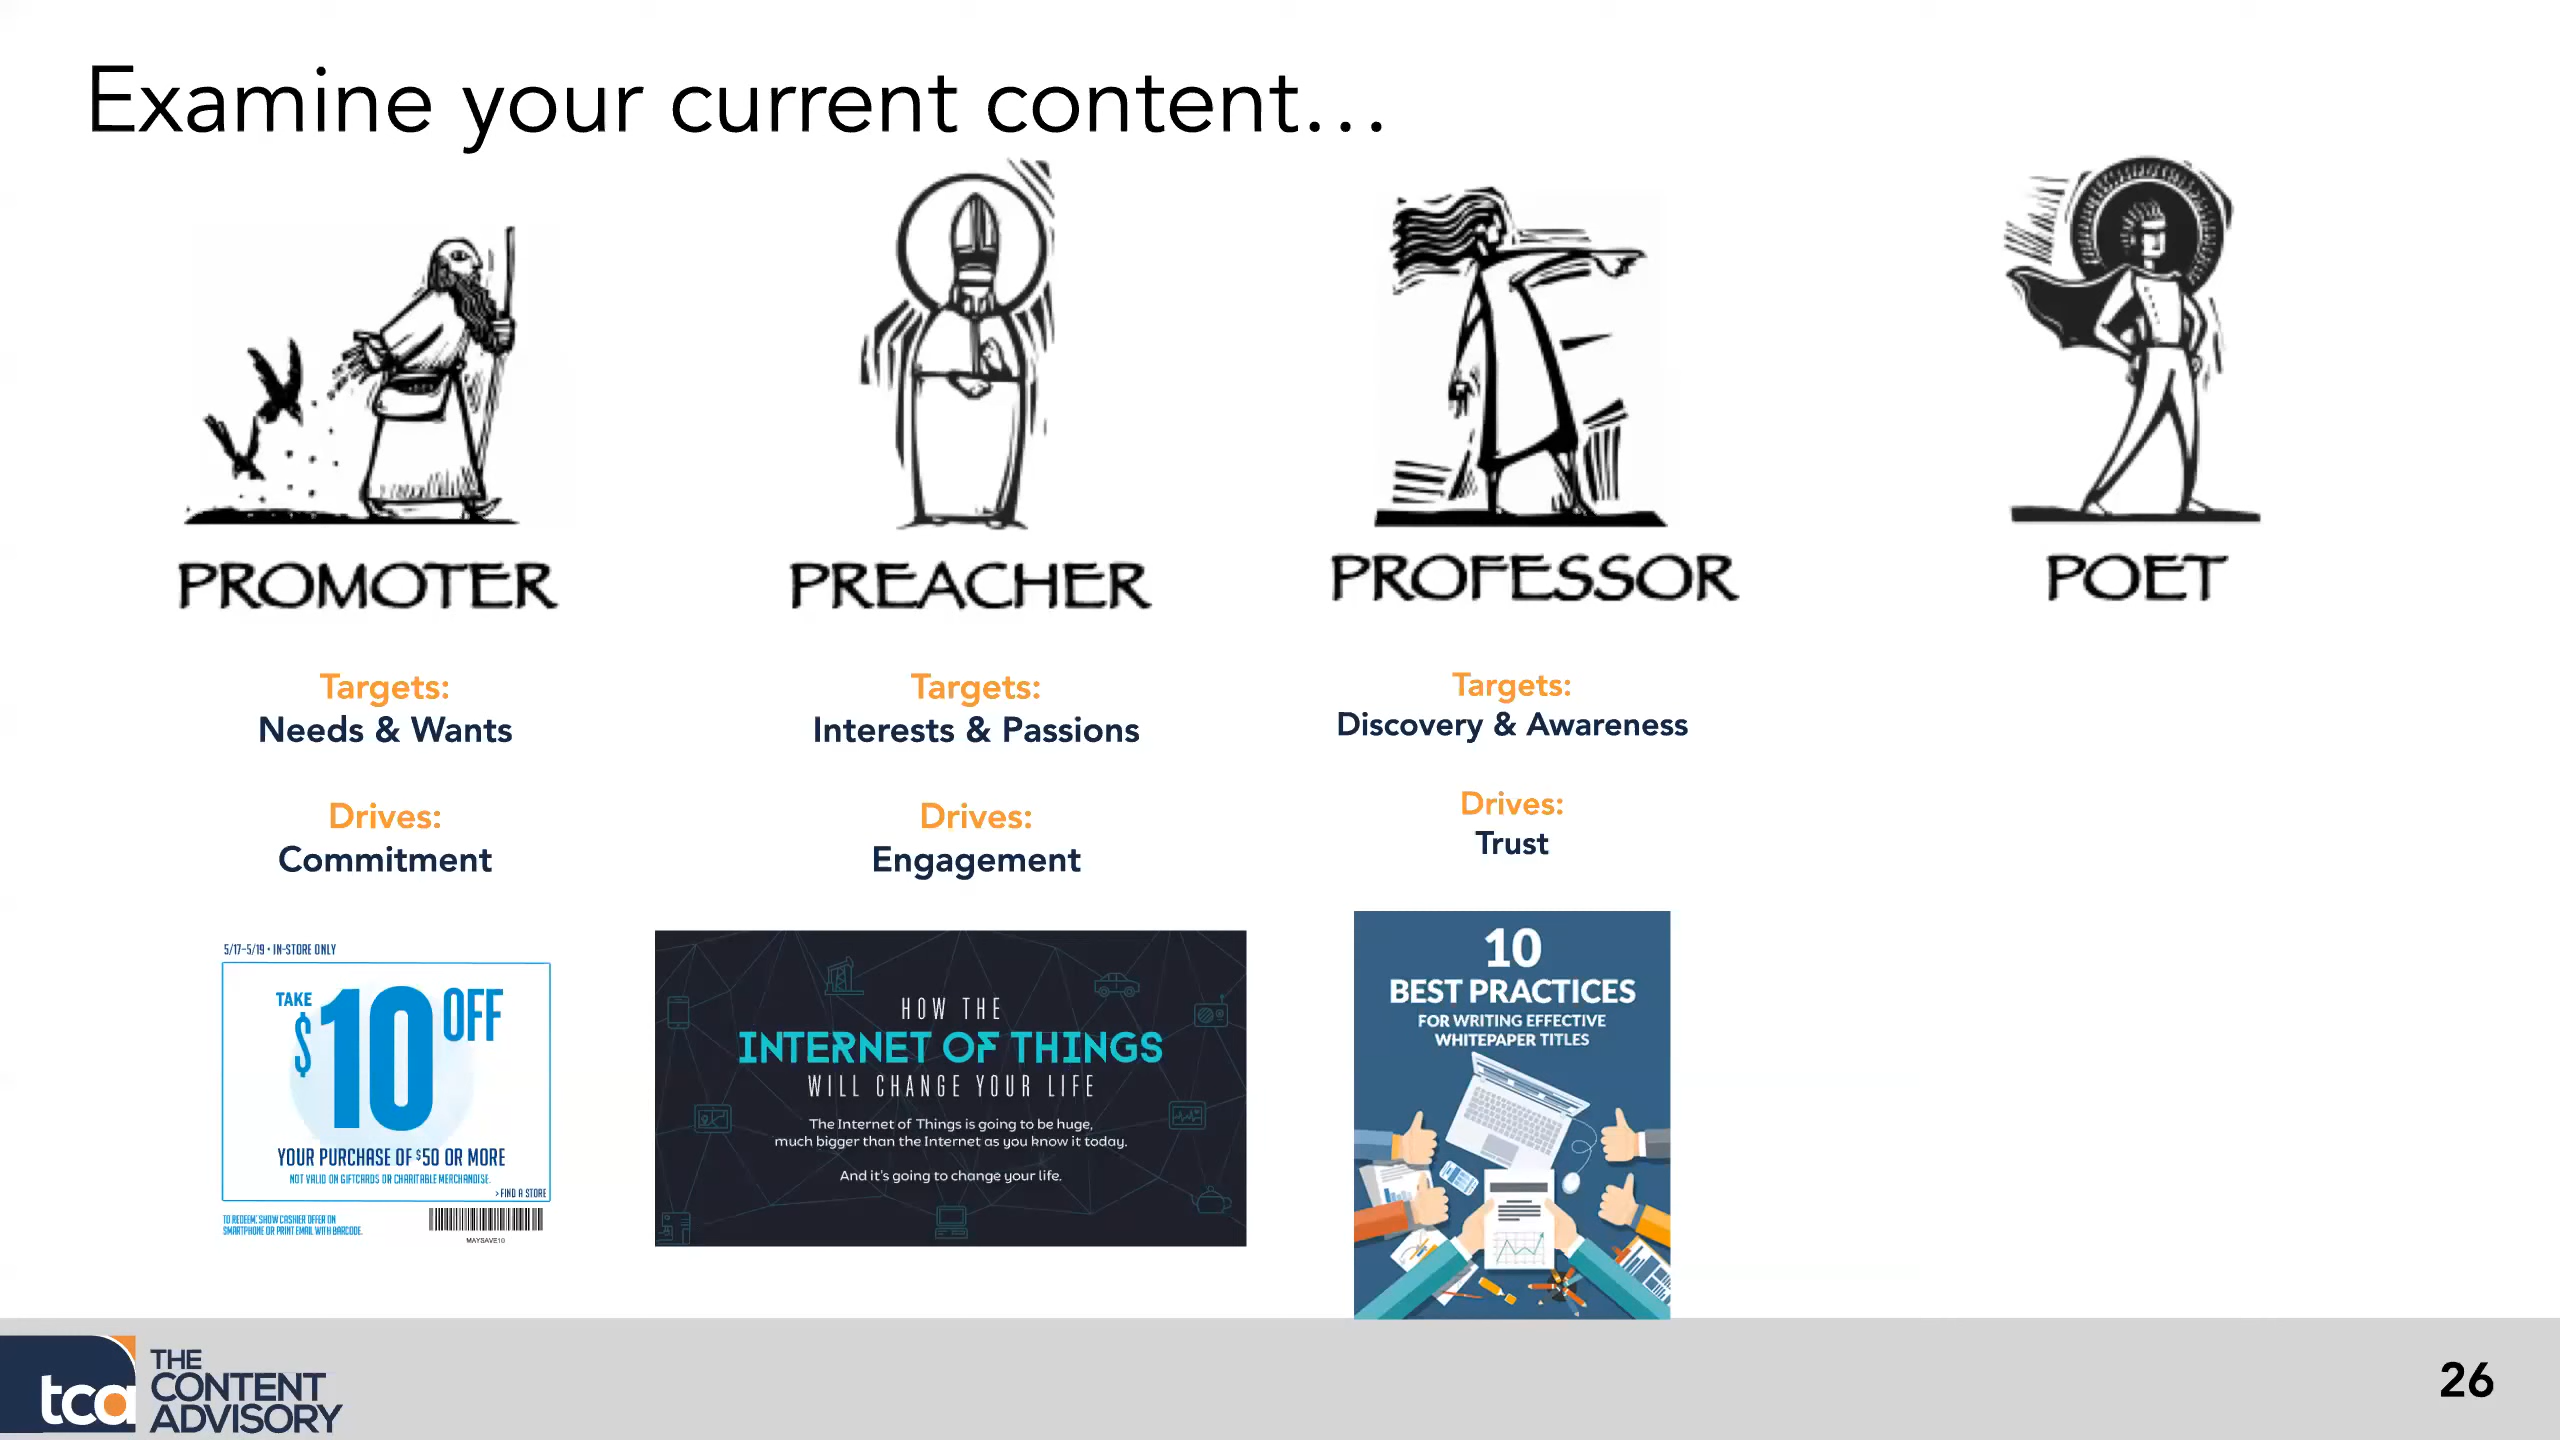 Examine your current content...
PROMOTER
Targets:
Needs & Wants
Drives:
Commitment
5/17-5/19 • IN-STORE ONLY
TAKE
$10 OFF
YOUR PURCHASE OF $50 OR MORE
NOT VALID ON GIFTCARDS OR CHARITABLE MERCHANDISE.
> FIND A STORE
TO REDEEM: SHOW CASHIER OFFER ON
SMARTPHONE OR PRINT EMAIL WITH BARCODE.
MAYSAVE10
PREACHER
Targets:
Interests & Passions
Drives:
Engagement
HOW THE
INTERNET OF THINGS
WILL CHANGE YOUR LIFE
The Internet of Things is going to be huge,
much bigger than the Internet as you know it today.
And it's going to change your life.
PROFESSOR
Targets:
Discovery & Awareness
Drives:
Trust
10
BEST PRACTICES
FOR WRITING EFFECTIVE
WHITEPAPER TITLES
POET
tca
THE
CONTENT
ADVISORY
26